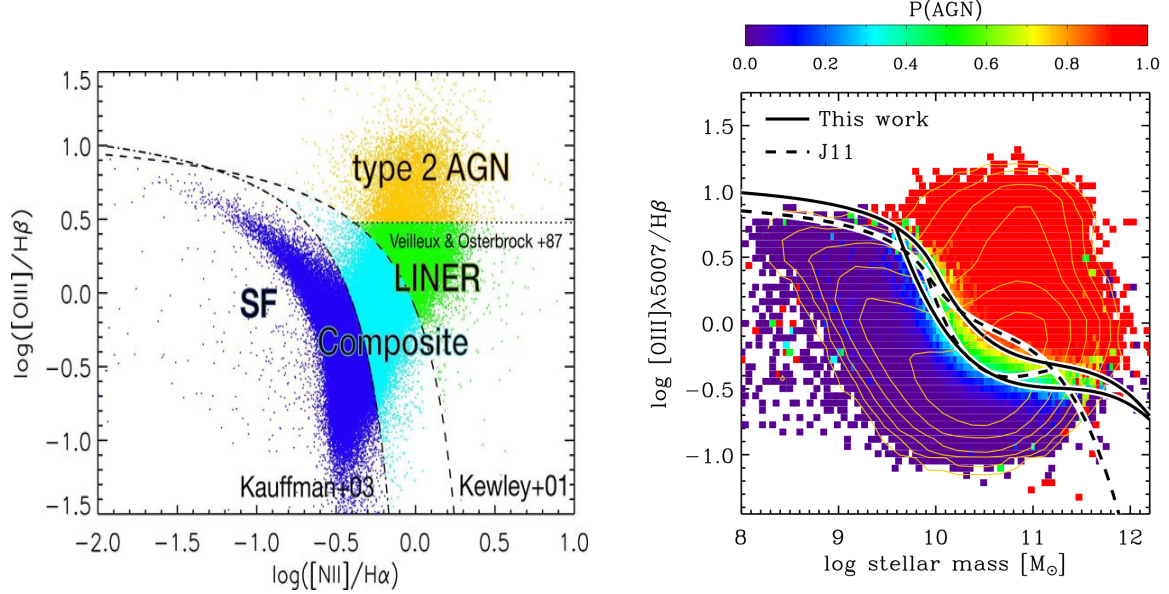 1.5
1.0
0.5
0.0
−0.5
−1.0
−1.5
log([OIII]/Hβ)
type 2 AGN
Veilleux & Osterbrock +87
LINER
SF
Composite
Kauffman+03
Kewley+01
−2.0 −1.5 −1.0 −0.5 0.0 0.5 1.0
log([NII]/Hα)
P(AGN)
0.0 0.2 0.4 0.6 0.8 1.0
This work
J11
1.5
1.0
0.5
0.0
−0.5
−1.0
log [OIII]λ5007/Hβ
8 9 10 11 12
log stellar mass [M⊙]